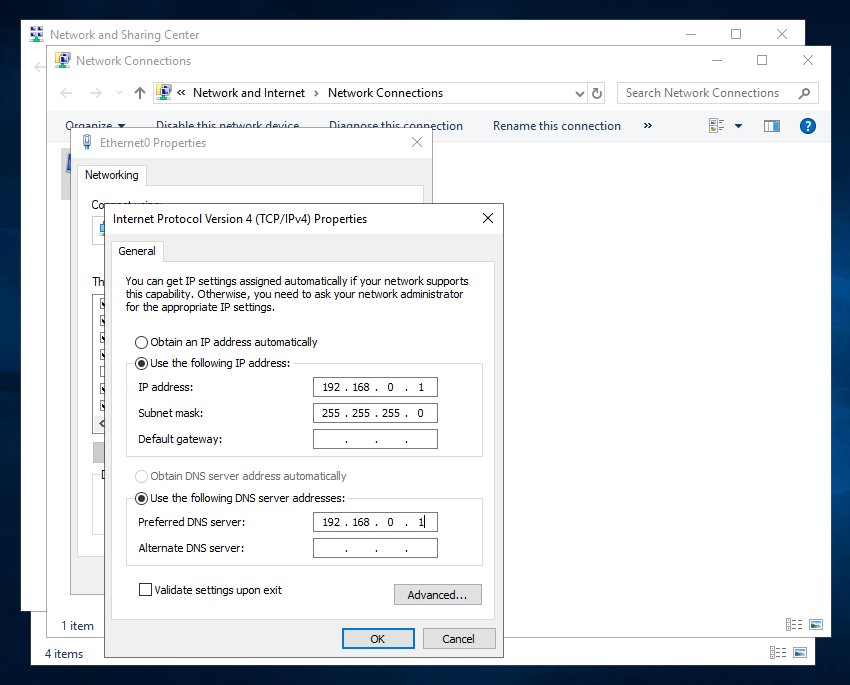 Network and Sharing Center
Network Connections
« Network and Internet > Network Connections
Search Network Connections
Organize
Disable this network device
Diagnose this connection
Rename this connection
»
?
Ethernet0 Properties
Networking
Internet Protocol Version 4 (TCP/IPv4) Properties
General
You can get IP settings assigned automatically if your network supports
this capability. Otherwise, you need to ask your network administrator
for the appropriate IP settings.
Obtain an IP address automatically
Use the following IP address:
IP address:
192 . 168 . 0 . 1
Subnet mask:
255 . 255 . 255 . 0
Default gateway:
. . .
Obtain DNS server address automatically
Use the following DNS server addresses:
Preferred DNS server:
192 . 168 . 0 . 1
Alternate DNS server:
. . .
Validate settings upon exit
Advanced...
OK
Cancel
1 item
4 items